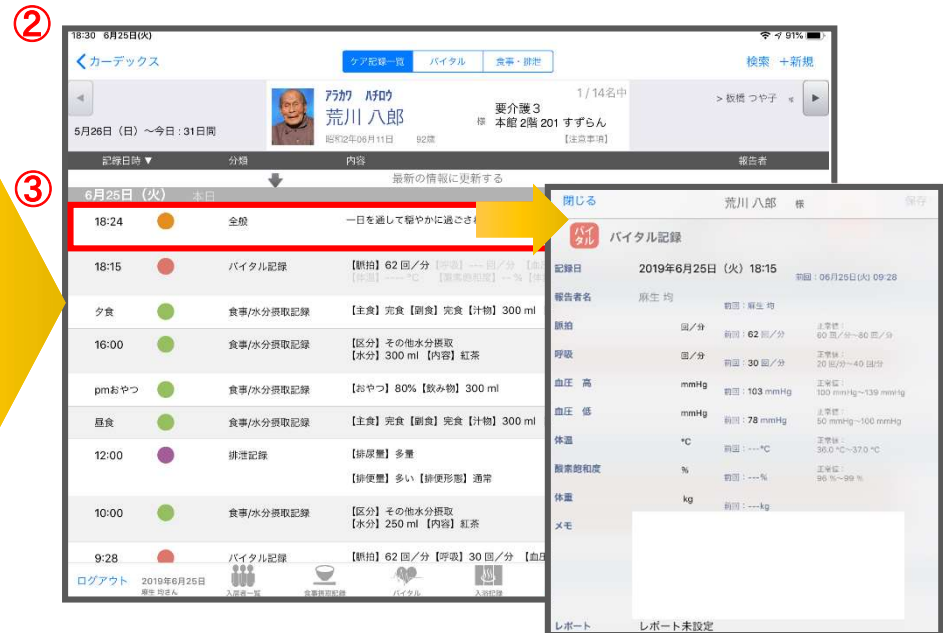 ②
18:30 6月25日(火)
91%
カーデックス
ケア記録一覧 バイタル 食事・排泄
検索 +新規
1/14名中
アラカワ ハチロウ
荒川 八郎 様
要介護3
本館 2階 201 すずらん
> 板橋 つや子
5月26日（日）～今日：31日間
昭和2年06月11日 92歳
【注意事項】
記録日時 ▼ 分類 内容 報告者
最新の情報に更新する
③
6月25日（火） 本日
18:24 全般 一日を通して穏やかに過ごさ
18:15 バイタル記録 【脈拍】62 回／分 【呼吸】--- 回／分
【体温】----℃ 【酸素飽和度】--％
夕食 食事/水分摂取記録 【主食】完食【副食】完食【汁物】300 ml
16:00 食事/水分摂取記録 【区分】その他水分摂取
【水分】300 ml 【内容】紅茶
pmおやつ 食事/水分摂取記録 【おやつ】80%【飲み物】300 ml
昼食 食事/水分摂取記録 【主食】完食【副食】完食【汁物】300 ml
12:00 排泄記録 【排尿量】多量
【排便量】多い【排便形態】通常
10:00 食事/水分摂取記録 【区分】その他水分摂取
【水分】250 ml 【内容】紅茶
9:28 バイタル記録 【脈拍】62 回／分【呼吸】30 回／分 【血圧
ログアウト 2019年6月25日
麻生 均さん
入居者一覧 食事摂取記録 バイタル 入浴記録
閉じる 荒川 八郎 様 保存
バイタル バイタル記録
記録日 2019年6月25日（火）18:15 前回：06月25日(火) 09:28
報告者名 麻生 均 前回：麻生 均
脈拍 回／分 前回：62 回／分 正常値：
60 回／分～80 回／分
呼吸 回／分 前回：30 回／分 正常値：
20 回/分～40 回/分
血圧 高 mmHg 前回：103 mmHg 正常値：
100 mmHg～139 mmHg
血圧 低 mmHg 前回：78 mmHg 正常値：
50 mmHg～100 mmHg
体温 ℃ 前回：---℃ 正常値：
36.0 ℃～37.0 ℃
酸素飽和度 % 前回：---% 正常値：
96 %～99 %
体重 kg 前回：---kg
メモ
レポート レポート未設定